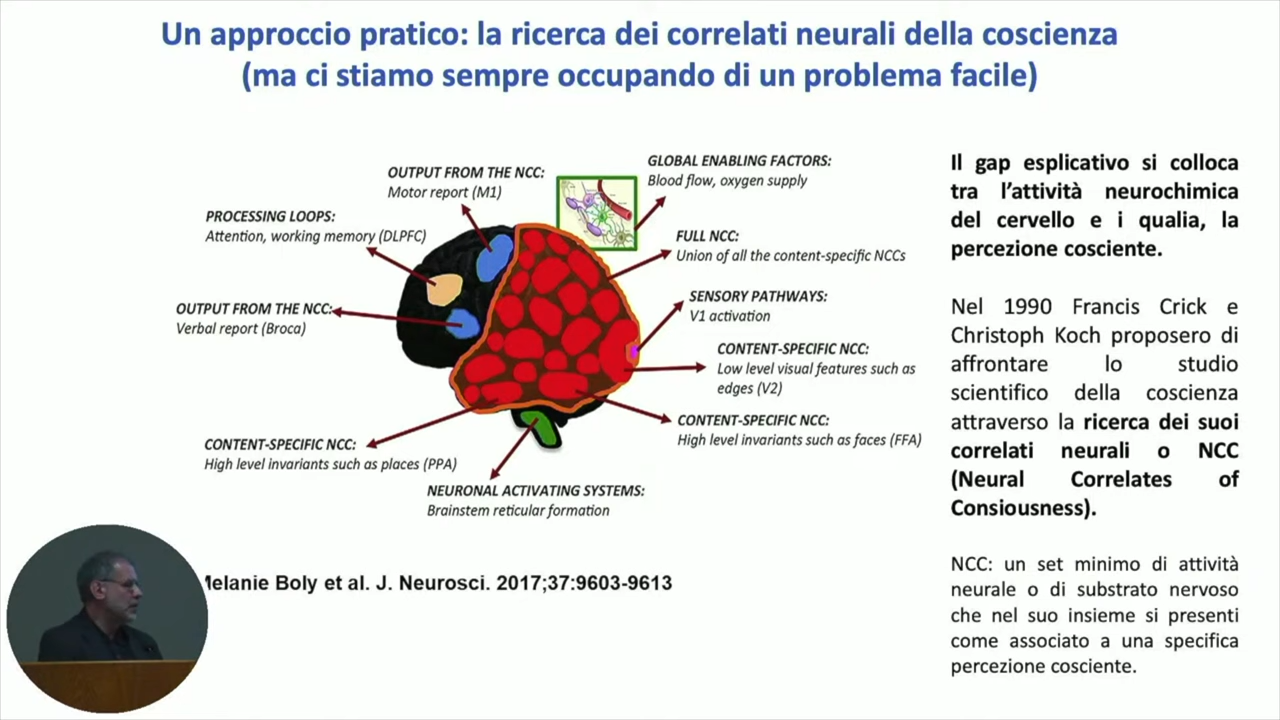 Un approccio pratico: la ricerca dei correlati neurali della coscienza
(ma ci stiamo sempre occupando di un problema facile)
OUTPUT FROM THE NCC:
Motor report (M1)
GLOBAL ENABLING FACTORS:
Blood flow, oxygen supply
PROCESSING LOOPS:
Attention, working memory (DLPFC)
FULL NCC:
Union of all the content-specific NCCs
OUTPUT FROM THE NCC:
Verbal report (Broca)
SENSORY PATHWAYS:
V1 activation
CONTENT-SPECIFIC NCC:
Low level visual features such as
edges (V2)
CONTENT-SPECIFIC NCC:
High level invariants such as faces (FFA)
CONTENT-SPECIFIC NCC:
High level invariants such as places (PPA)
NEURONAL ACTIVATING SYSTEMS:
Brainstem reticular formation
Melanie Boly et al. J. Neurosci. 2017;37:9603-9613
Il gap esplicativo si colloca
tra l'attività neurochimica
del cervello e i qualia, la
percezione cosciente.
Nel 1990 Francis Crick e
Christoph Koch proposero di
affrontare lo studio
scientifico della coscienza
attraverso la ricerca dei suoi
correlati neurali o NCC
(Neural Correlates of
Consiousness).
NCC: un set minimo di attività
neurale o di substrato nervoso
che nel suo insieme si presenti
come associato a una specifica
percezione cosciente.